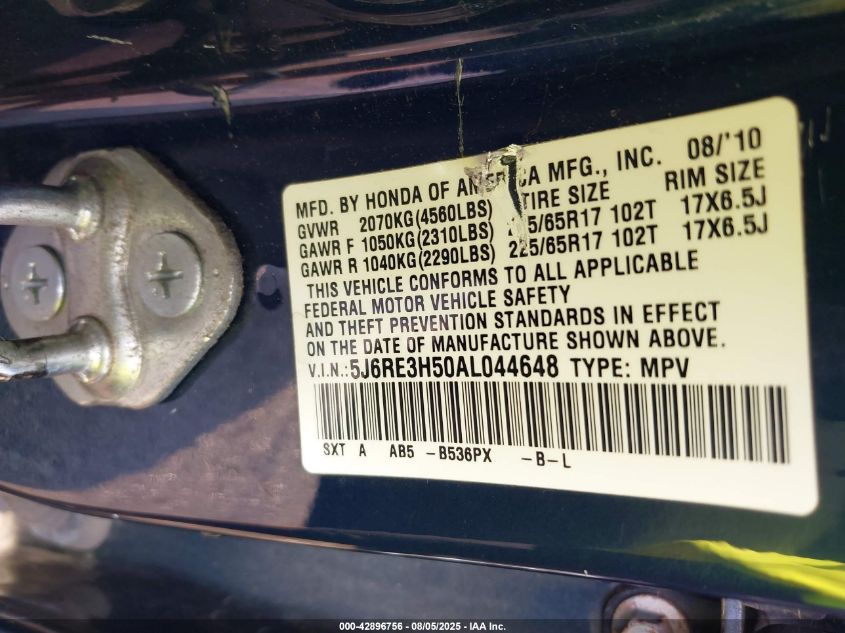 MFD. BY HONDA OF AMERICA MFG., INC. 08/'10
GVWR 2070KG(4560LBS) TIRE SIZE RIM SIZE
GAWR F 1050KG(2310LBS) 5/65R17 102T 17X6.5J
GAWR R 1040KG(2290LBS) 225/65R17 102T 17X6.5J
THIS VEHICLE CONFORMS TO ALL APPLICABLE
FEDERAL MOTOR VEHICLE SAFETY
AND THEFT PREVENTION STANDARDS IN EFFECT
ON THE DATE OF MANUFACTURE SHOWN ABOVE.
V.I.N.:5J6RE3H50AL044648 TYPE: MPV
SXT A AB5 -B536PX -B-L
000-42896756 - 08/05/2025 - IAA Inc.